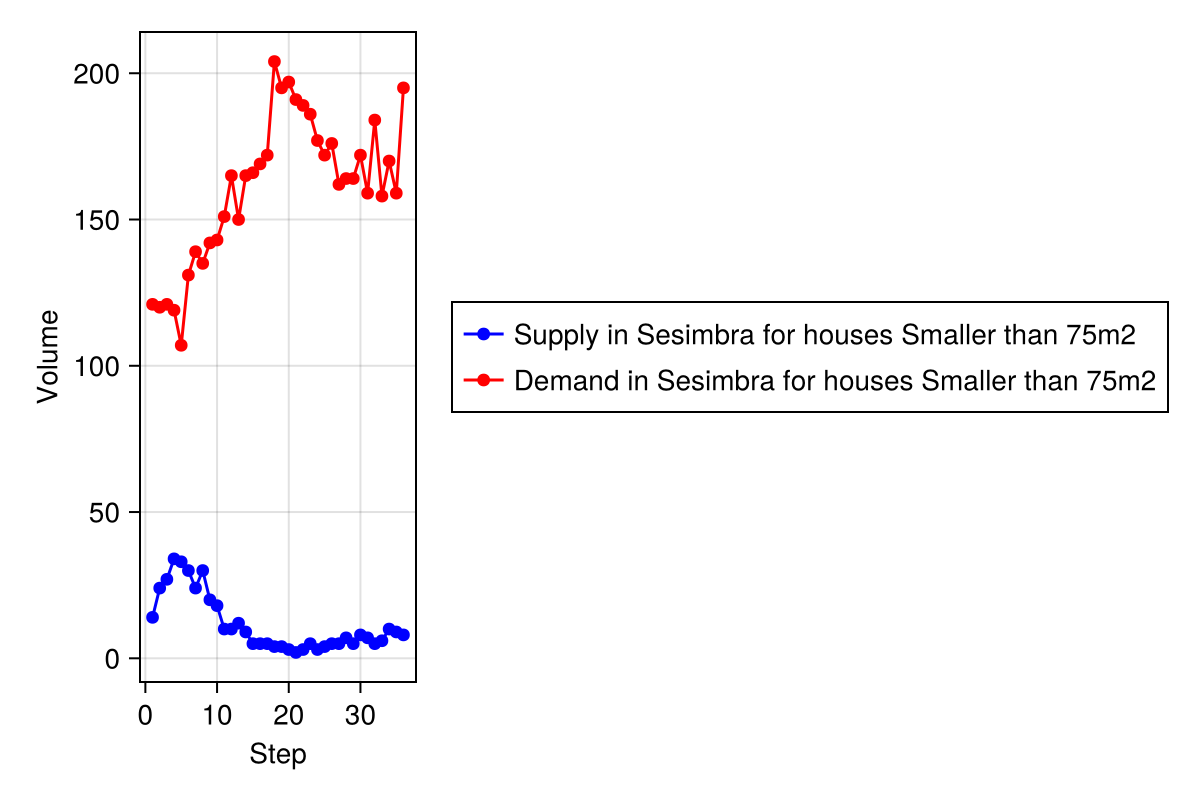 200
150
100
50
0
Volume
0 10 20 30
Step
Supply in Sesimbra for houses Smaller than 75m2
Demand in Sesimbra for houses Smaller than 75m2